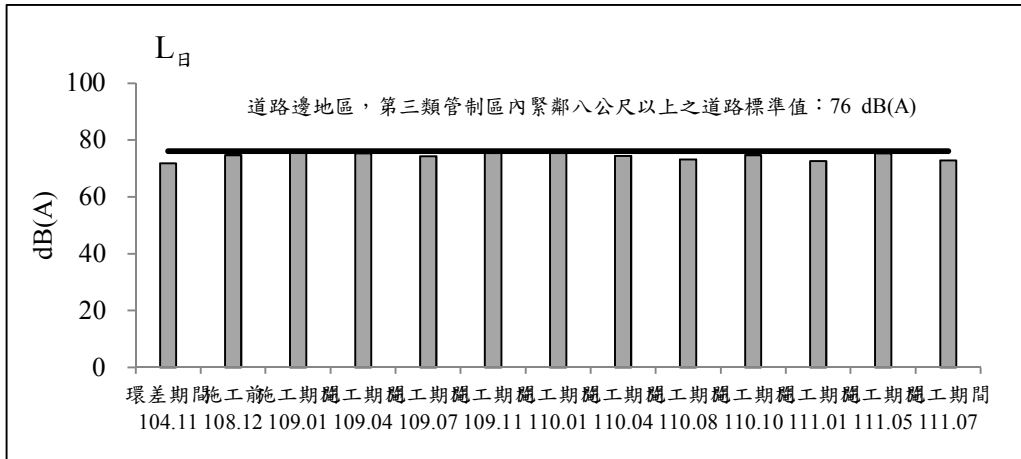 L日
100
道路邊地區，第三類管制區內緊鄰八公尺以上之道路標準值：76 dB(A)
80
60
40
20
0
dB(A)
環差期間 施工前 施工期間 施工期間 施工期間 施工期間 施工期間 施工期間 施工期間 施工期間 施工期間 施工期間 施工期間
104.11 108.12 109.01 109.04 109.07 109.11 110.01 110.04 110.08 110.10 111.01 111.05 111.07